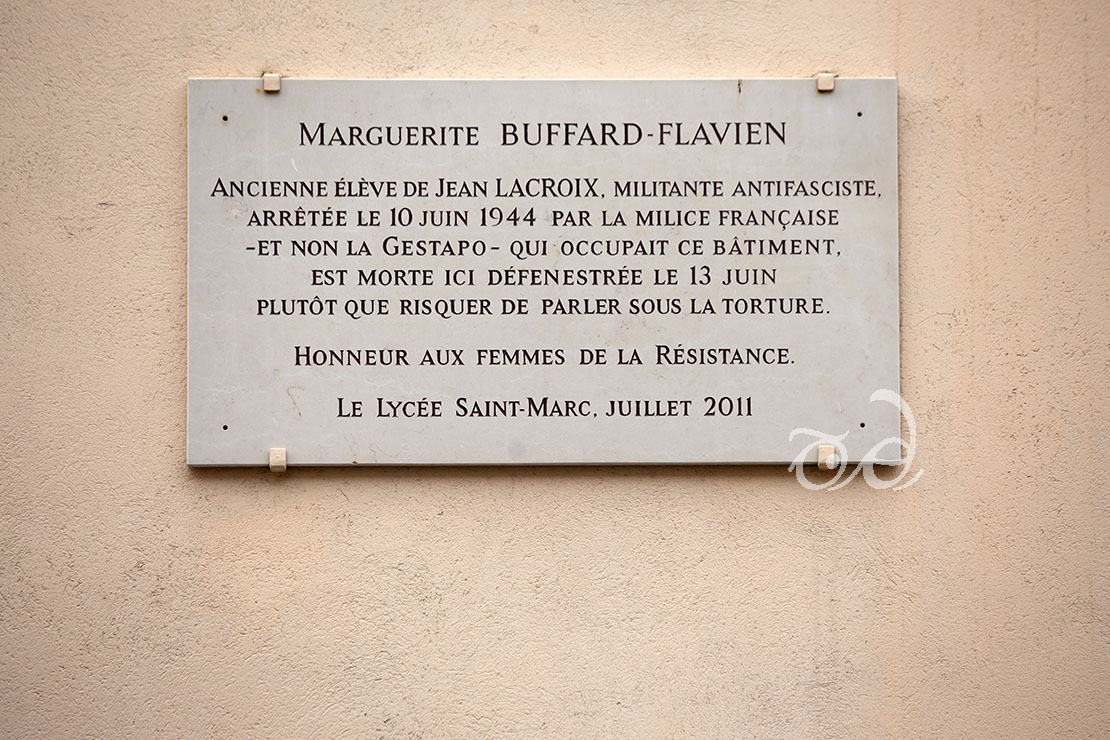 Marguerite BUFFARD-FLAVIEN
Ancienne élève de Jean LACROIX, militante antifasciste,
arrêtée le 10 juin 1944 par la milice française
-et non la Gestapo- qui occupait ce bâtiment,
est morte ici défenestrée le 13 juin
plutôt que risquer de parler sous la torture.
Honneur aux femmes de la Résistance.
Le Lycée Saint-Marc, juillet 2011